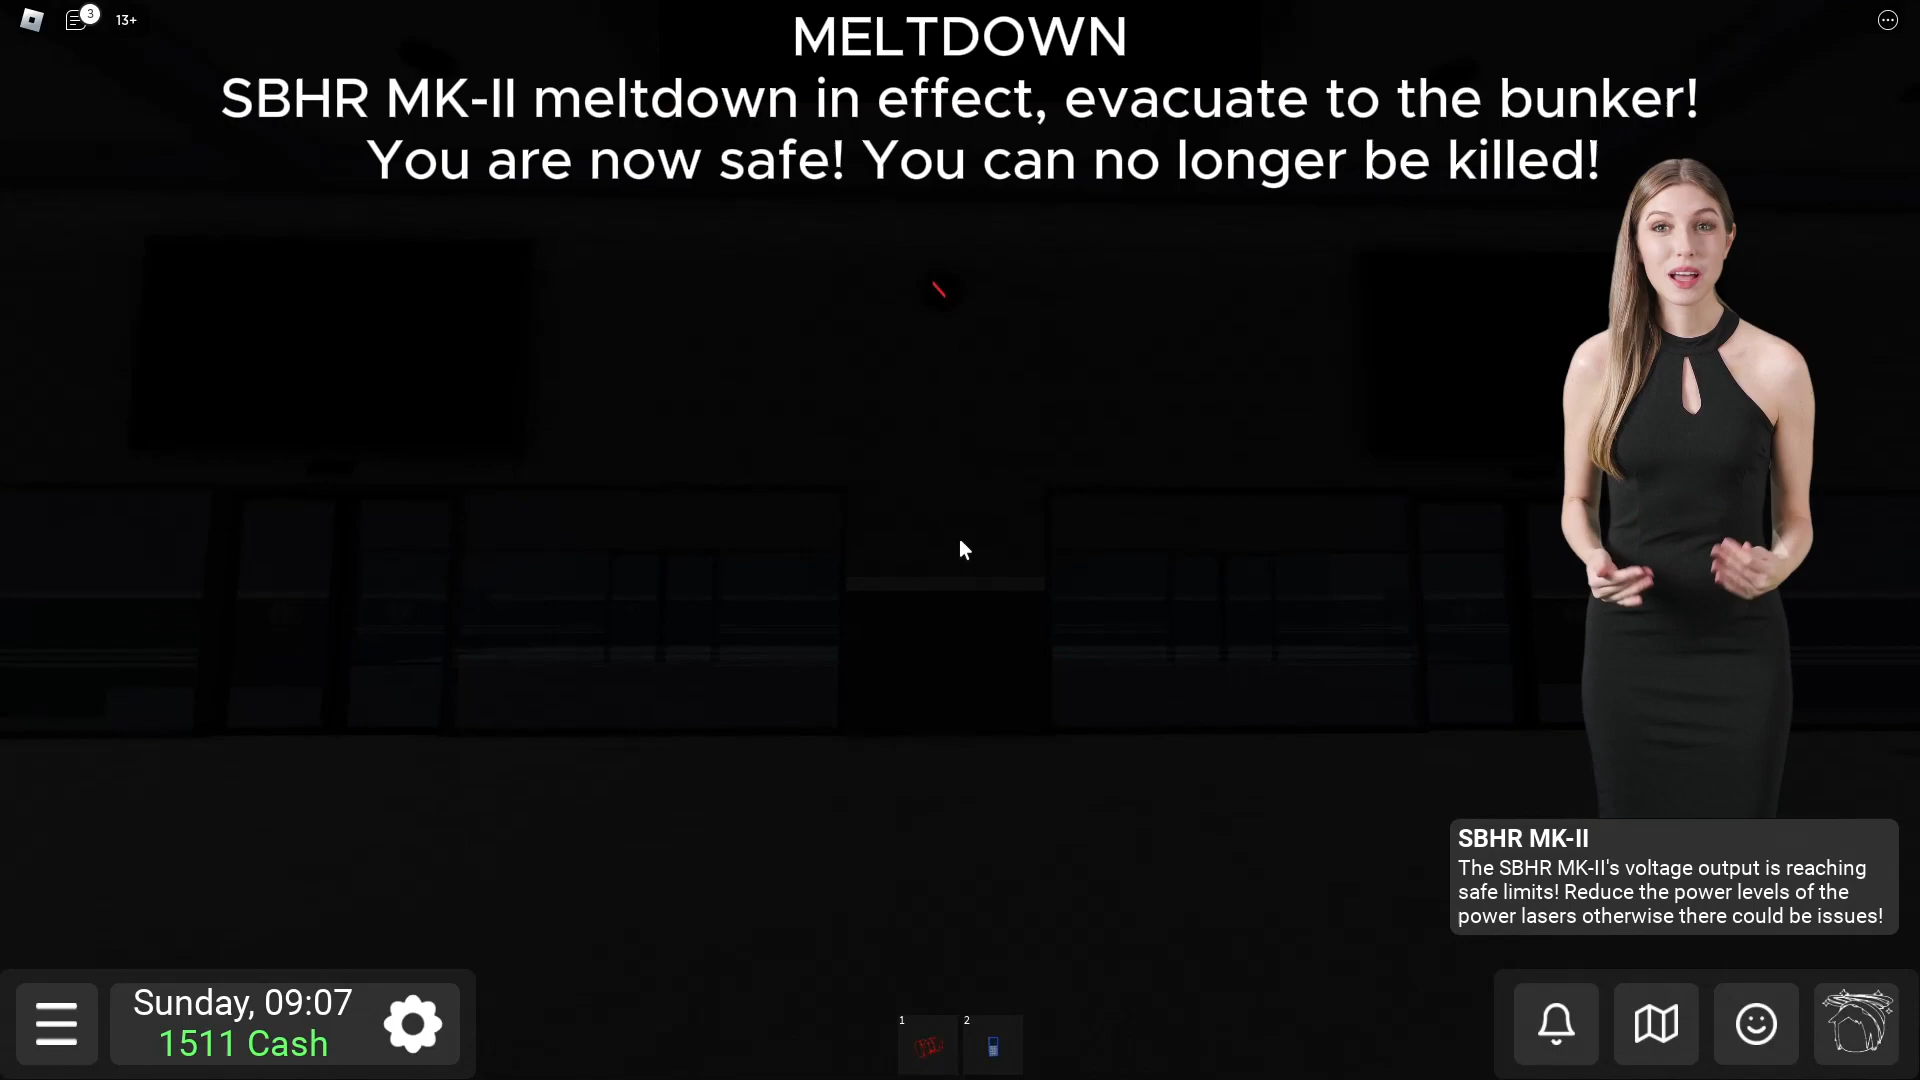 3
13+
MELTDOWN
SBHR MK-II meltdown in effect, evacuate to the bunker!
You are now safe! You can no longer be killed!
SBHR MK-II
The SBHR MK-II's voltage output is reaching
safe limits! Reduce the power levels of the
power lasers otherwise there could be issues!
Sunday, 09:07
1511 Cash
1
2